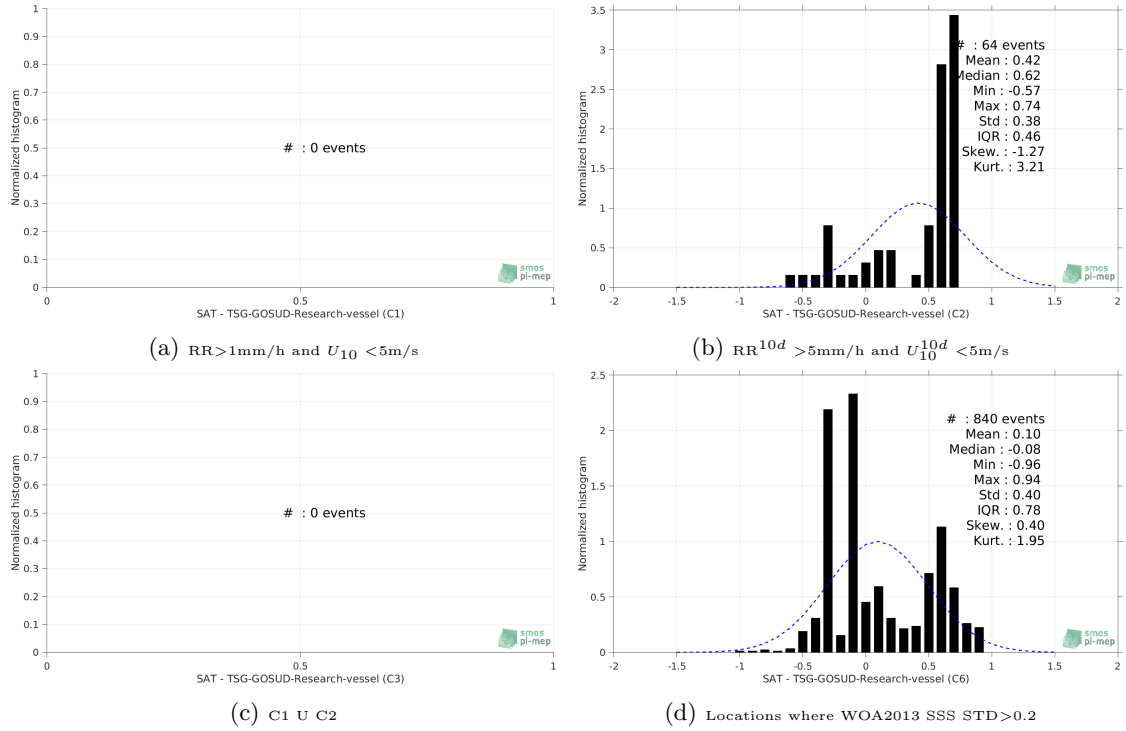 1
0.9
0.8
0.7
0.6
0.5
0.4
0.3
0.2
0.1
0
Normalized histogram
# : 0 events
smos
pi-mep
0 0.5 1
SAT - TSG-GOSUD-Research-vessel (C1)
(a) RR>1mm/h and U10 <5m/s
3.5
3
2.5
2
1.5
1
0.5
0
Normalized histogram
# : 64 events
Mean : 0.42
Median : 0.62
Min : -0.57
Max : 0.74
Std : 0.38
IQR : 0.46
Skew. : -1.27
Kurt. : 3.21
smos
pi-mep
-2 -1.5 -1 -0.5 0 0.5 1 1.5 2
SAT - TSG-GOSUD-Research-vessel (C2)
(b) RR^10d >5mm/h and U10^10d <5m/s
1
0.9
0.8
0.7
0.6
0.5
0.4
0.3
0.2
0.1
0
Normalized histogram
# : 0 events
smos
pi-mep
0 0.5 1
SAT - TSG-GOSUD-Research-vessel (C3)
(c) C1 U C2
2.5
2
1.5
1
0.5
0
Normalized histogram
# : 840 events
Mean : 0.10
Median : -0.08
Min : -0.96
Max : 0.94
Std : 0.40
IQR : 0.78
Skew. : 0.40
Kurt. : 1.95
smos
pi-mep
-2 -1.5 -1 -0.5 0 0.5 1 1.5 2
SAT - TSG-GOSUD-Research-vessel (C6)
(d) Locations where WOA2013 SSS STD>0.2